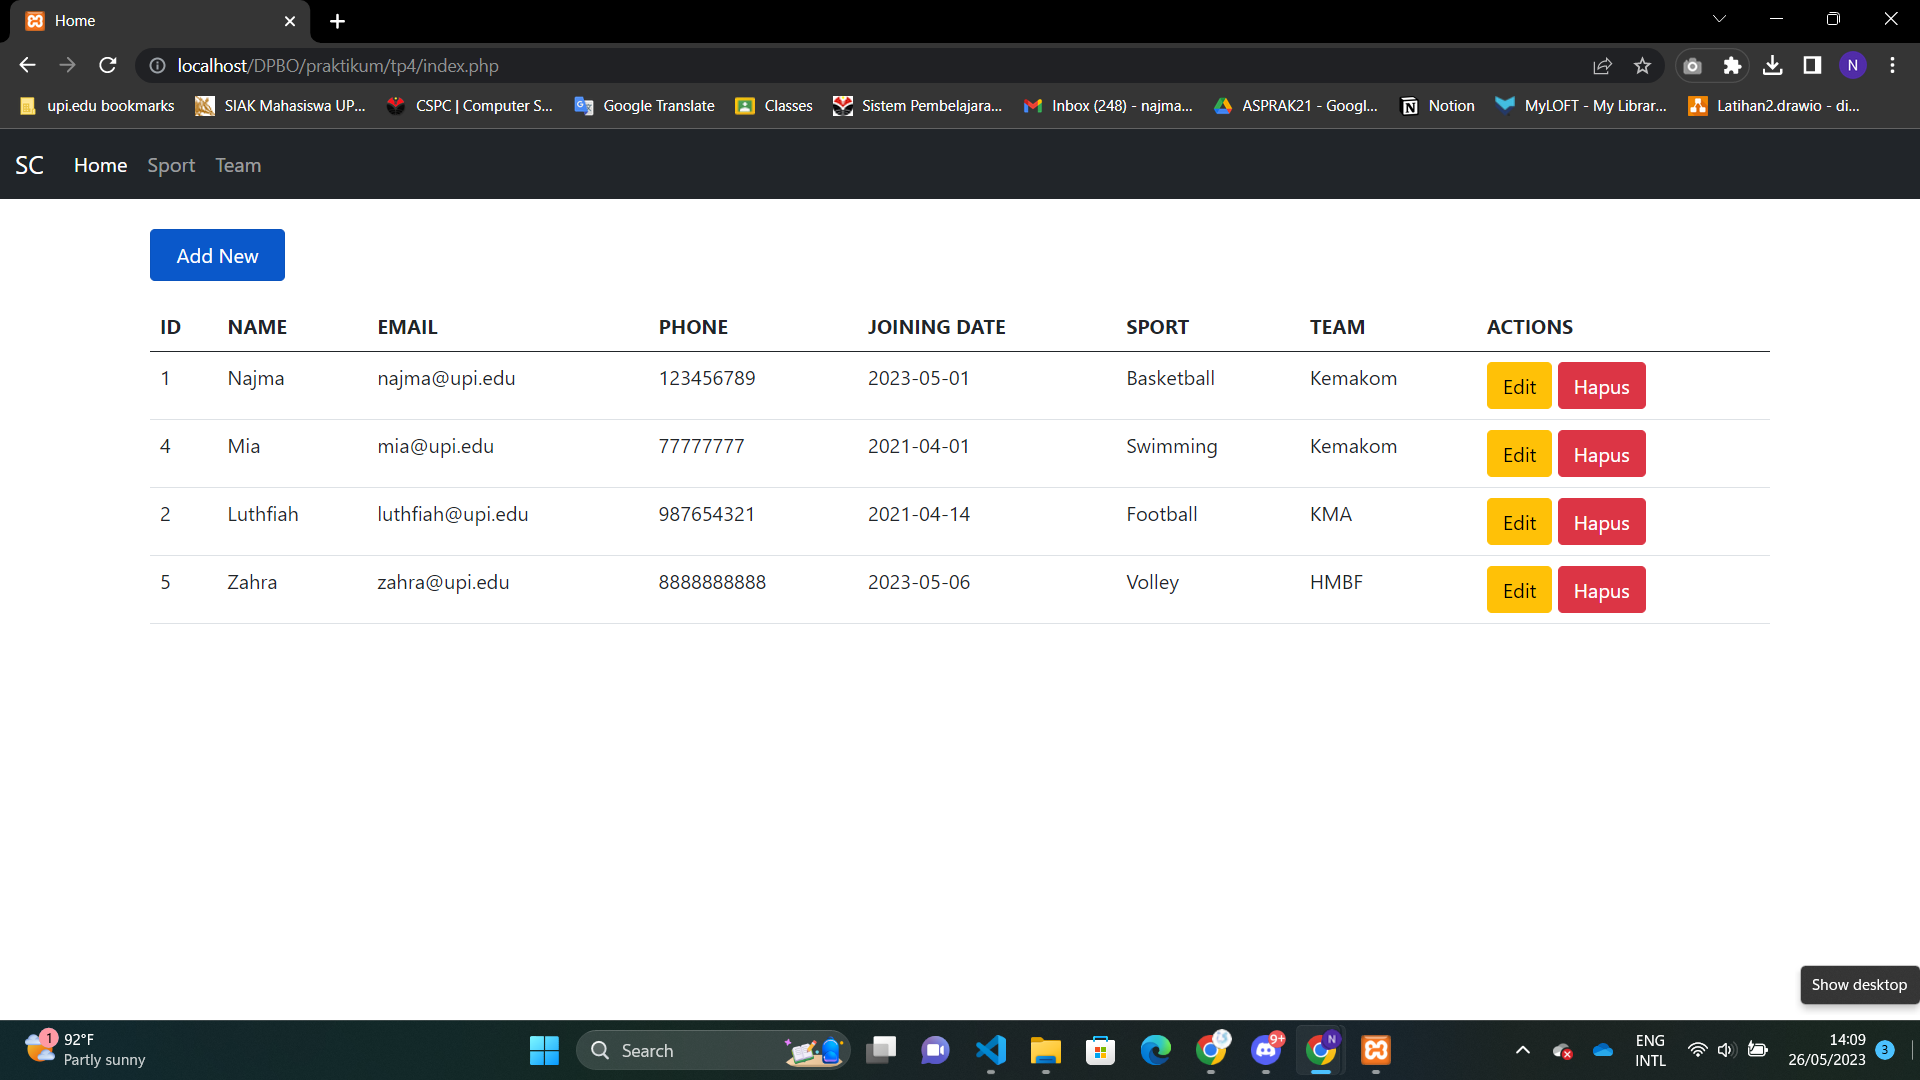 Home
localhost/DPBO/praktikum/tp4/index.php
N
upi.edu bookmarks SIAK Mahasiswa UP... CSPC | Computer S... Google Translate Classes Sistem Pembelajara... Inbox (248) - najma... ASPRAK21 - Googl... Notion MyLOFT - My Librar... Latihan2.drawio - di...
SC Home Sport Team
Add New
ID NAME EMAIL PHONE JOINING DATE SPORT TEAM ACTIONS
1 Najma najma@upi.edu 123456789 2023-05-01 Basketball Kemakom Edit Hapus
4 Mia mia@upi.edu 77777777 2021-04-01 Swimming Kemakom Edit Hapus
2 Luthfiah luthfiah@upi.edu 987654321 2021-04-14 Football KMA Edit Hapus
5 Zahra zahra@upi.edu 8888888888 2023-05-06 Volley HMBF Edit Hapus
Show desktop
1 92°F
Partly sunny
Search
9+
N
ENG
INTL
14:09
26/05/2023
3